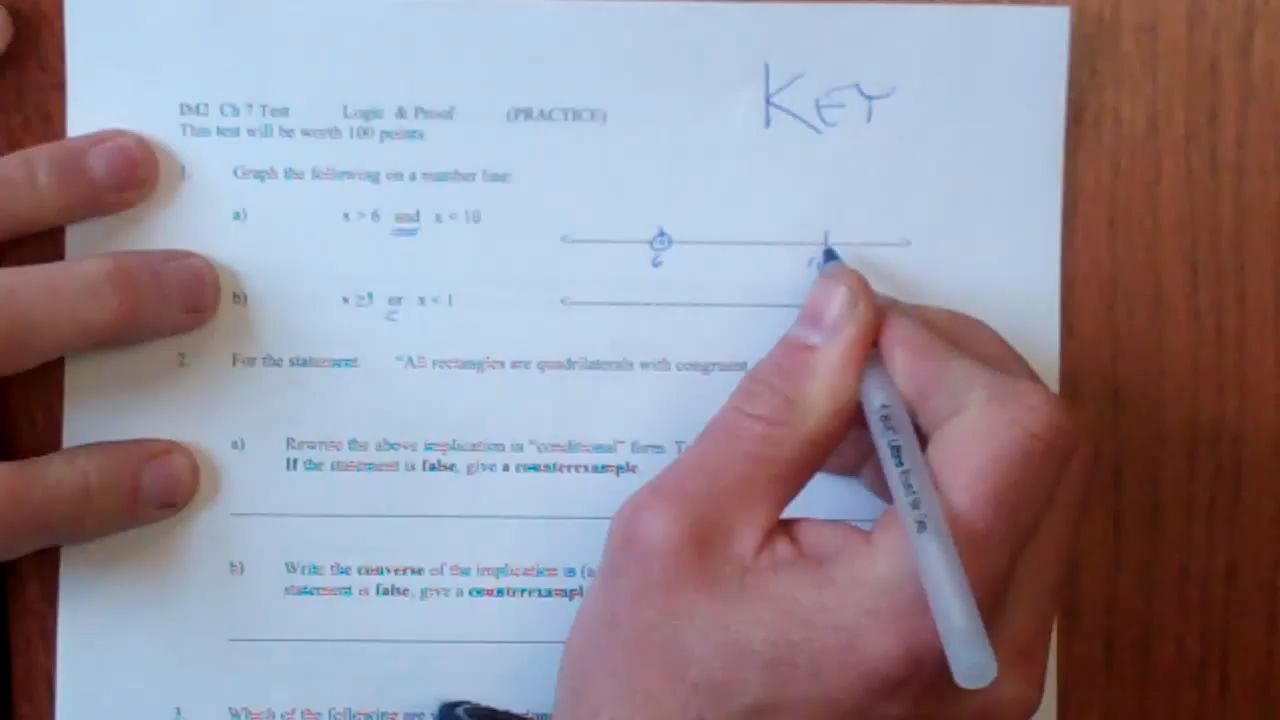 KEY
IM2 Ch 7 Test Logic & Proof (PRACTICE)
This test will be worth 100 points.
1. Graph the following on a number line:
a) x > 6 and x < 10
6
b) or x < 1
2. For the statement: "All rectangles are quadrilaterals with congruent
a) Rewrite the above implication in "conditional" form.
If the statement is false, give a counterexample
b) Write the converse of the implication in (a
statement is false, give a counterexampl
3. Which of the following are